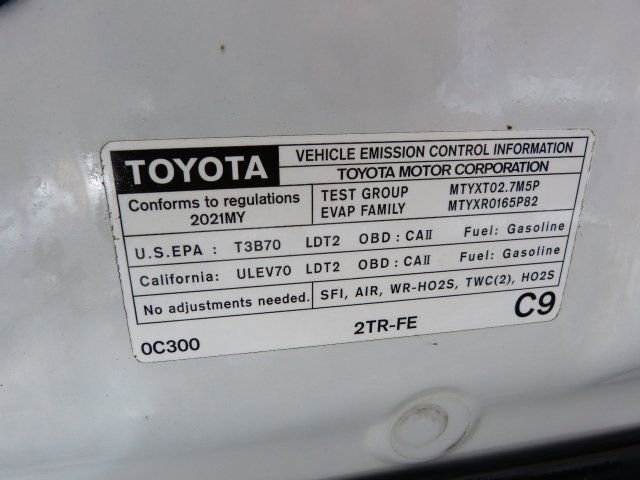 TOYOTA
VEHICLE EMISSION CONTROL INFORMATION
TOYOTA MOTOR CORPORATION
Conforms to regulations
2021MY
TEST GROUP MTYXT02.7M5P
EVAP FAMILY MTYXR0165P82
U.S.EPA : T3B70 LDT2 OBD : CAII Fuel: Gasoline
California: ULEV70 LDT2 OBD : CAII Fuel: Gasoline
No adjustments needed.
SFI, AIR, WR-HO2S, TWC(2), HO2S
0C300
2TR-FE
C9